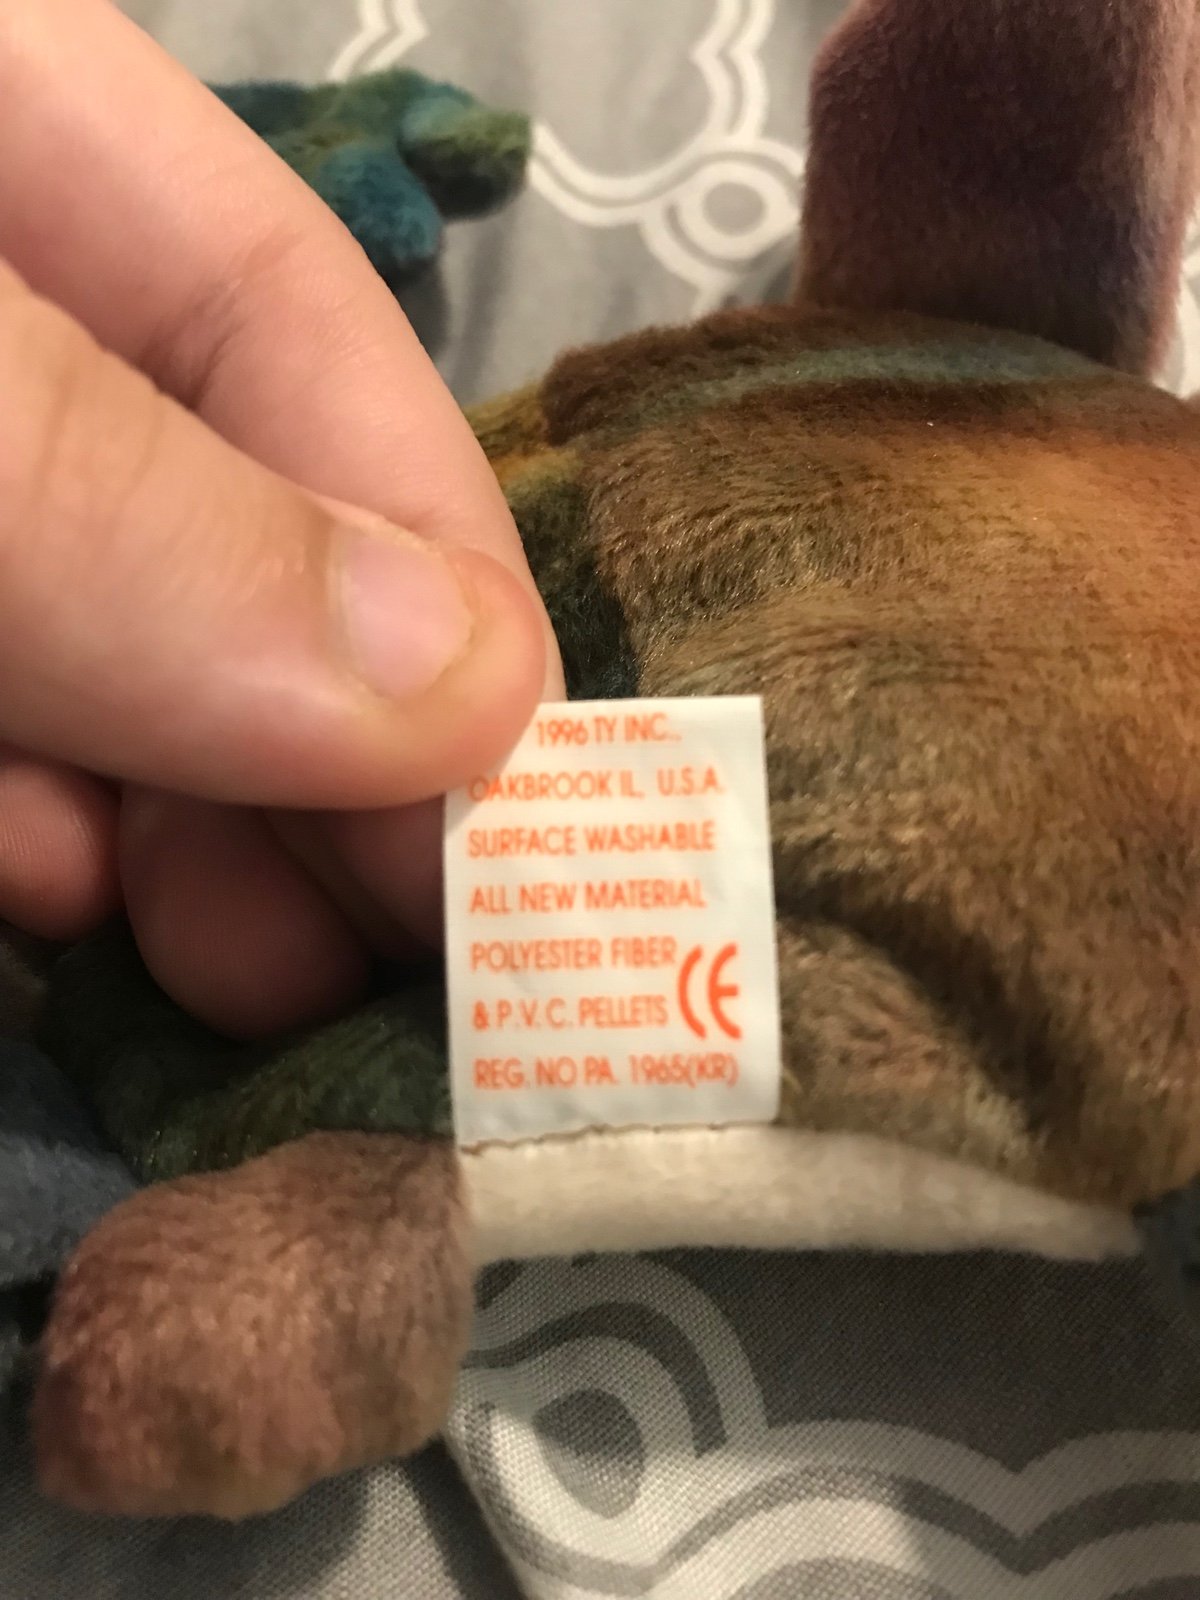 1996 TY INC.,
OAKBROOK IL. U.S.A.
SURFACE WASHABLE
ALL NEW MATERIAL
POLYESTER FIBER
& P.V.C. PELLETS CE
REG. NO PA. 1965(KR)